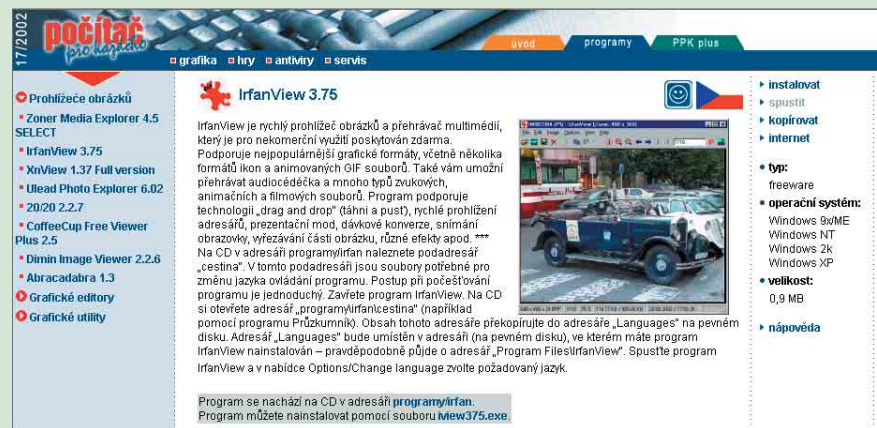 17/2002
počítač
pro každého
úvod
programy
PPK plus
grafika hry antiviry servis
Prohlížeče obrázků
Zoner Media Explorer 4.5
SELECT
IrfanView 3.75
XnView 1.37 Full version
Ulead Photo Explorer 6.02
20/20 2.2.7
CoffeeCup Free Viewer
Plus 2.5
Dimin Image Viewer 2.2.6
Abracadabra 1.3
Grafické editory
Grafické utility
IrfanView 3.75
IrfanView je rychlý prohlížeč obrázků a přehrávač multimédií,
který je pro nekomerční využití poskytován zdarma.
Podporuje nejpopulárnější grafické formáty, včetně několika
formátů ikon a animovaných GIF souborů. Také vám umožní
přehrávat audiocédéčka a mnoho typů zvukových,
animačních a filmových souborů. Program podporuje
technologii „drag and drop" (táhni a pusť), rychlé prohlížení
adresářů, prezentační mod, dávkové konverze, snímání
obrazovky, vyřezávání části obrázku, různé efekty apod. ***
Na CD v adresáři programy/irfan naleznete podadresář
„cestina". V tomto podadresáři jsou soubory potřebné pro
změnu jazyka ovládání programu. Postup při počešťování
programu je jednoduchý. Zavřete program IrfanView. Na CD
si otevřete adresář „programy\irfan\cestina" (například
pomocí programu Průzkumník). Obsah tohoto adresáře překopírujte do adresáře „Languages" na pevném
disku. Adresář „Languages" bude umístěn v adresáři (na pevném disku), ve kterém máte program
IrfanView nainstalován – pravděpodobně půjde o adresář „Program Files\IrfanView". Spusťte program
IrfanView a v nabídce Options/Change language zvolte požadovaný jazyk.
Program se nachází na CD v adresáři programy/irfan.
Program můžete nainstalovat pomocí souboru iview375.exe.
File Edit Image Options View Help
instalovat
spustit
kopírovat
internet
typ:
freeware
operační systém:
Windows 9x/ME
Windows NT
Windows 2k
Windows XP
velikost:
0,9 MB
nápověda